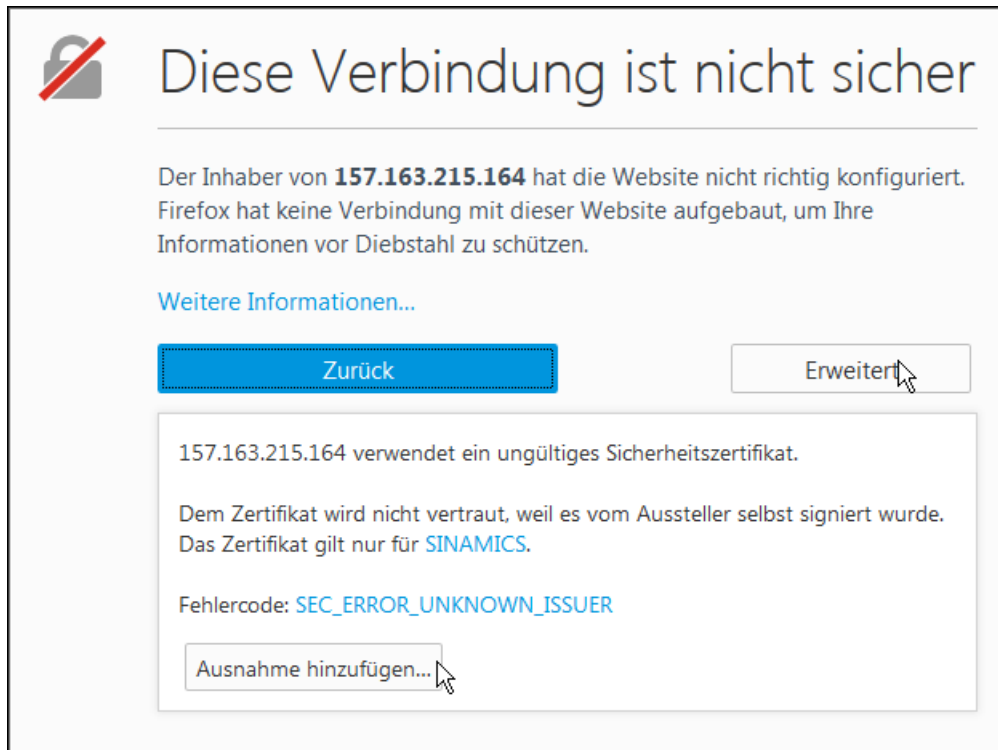 Diese Verbindung ist nicht sicher
Der Inhaber von 157.163.215.164 hat die Website nicht richtig konfiguriert.
Firefox hat keine Verbindung mit dieser Website aufgebaut, um Ihre
Informationen vor Diebstahl zu schützen.
Weitere Informationen...
Zurück
Erweitert
157.163.215.164 verwendet ein ungültiges Sicherheitszertifikat.
Dem Zertifikat wird nicht vertraut, weil es vom Aussteller selbst signiert wurde.
Das Zertifikat gilt nur für SINAMICS.
Fehlercode: SEC_ERROR_UNKNOWN_ISSUER
Ausnahme hinzufügen...